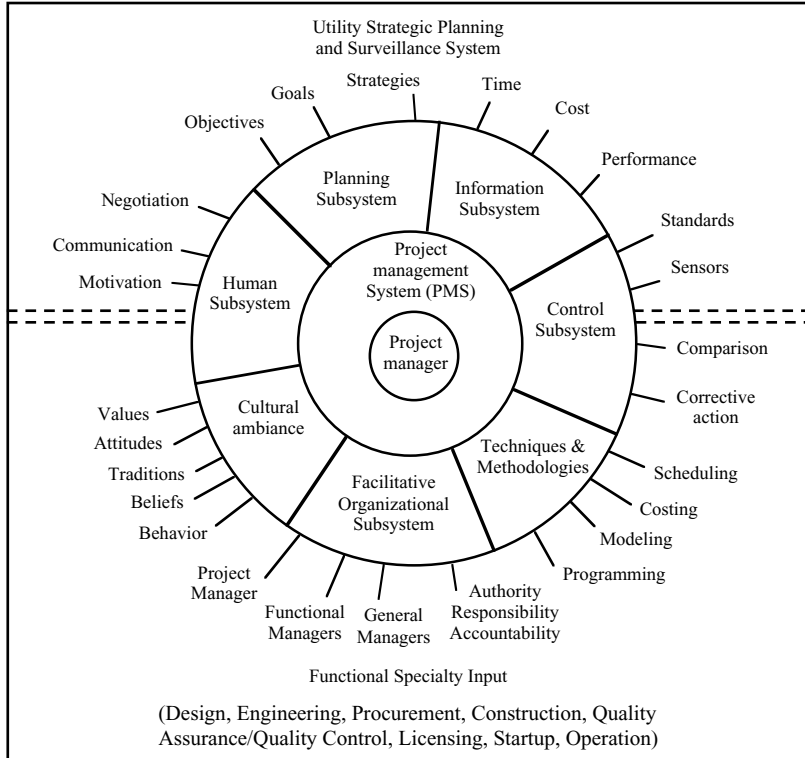 Utility Strategic Planning
and Surveillance System
Strategies
Time
Goals
Cost
Objectives
Performance
Planning
Subsystem
Information
Subsystem
Negotiation
Standards
Communication
Project
management
System (PMS)
Sensors
Motivation
Human
Subsystem
Control
Subsystem
Project
manager
Comparison
Values
Cultural
ambiance
Corrective
action
Attitudes
Techniques &
Methodologies
Traditions
Scheduling
Beliefs
Facilitative
Organizational
Subsystem
Costing
Behavior
Modeling
Project
Manager
Programming
Functional
Managers
General
Managers
Authority
Responsibility
Accountability
Functional Specialty Input
(Design, Engineering, Procurement, Construction, Quality
Assurance/Quality Control, Licensing, Startup, Operation)